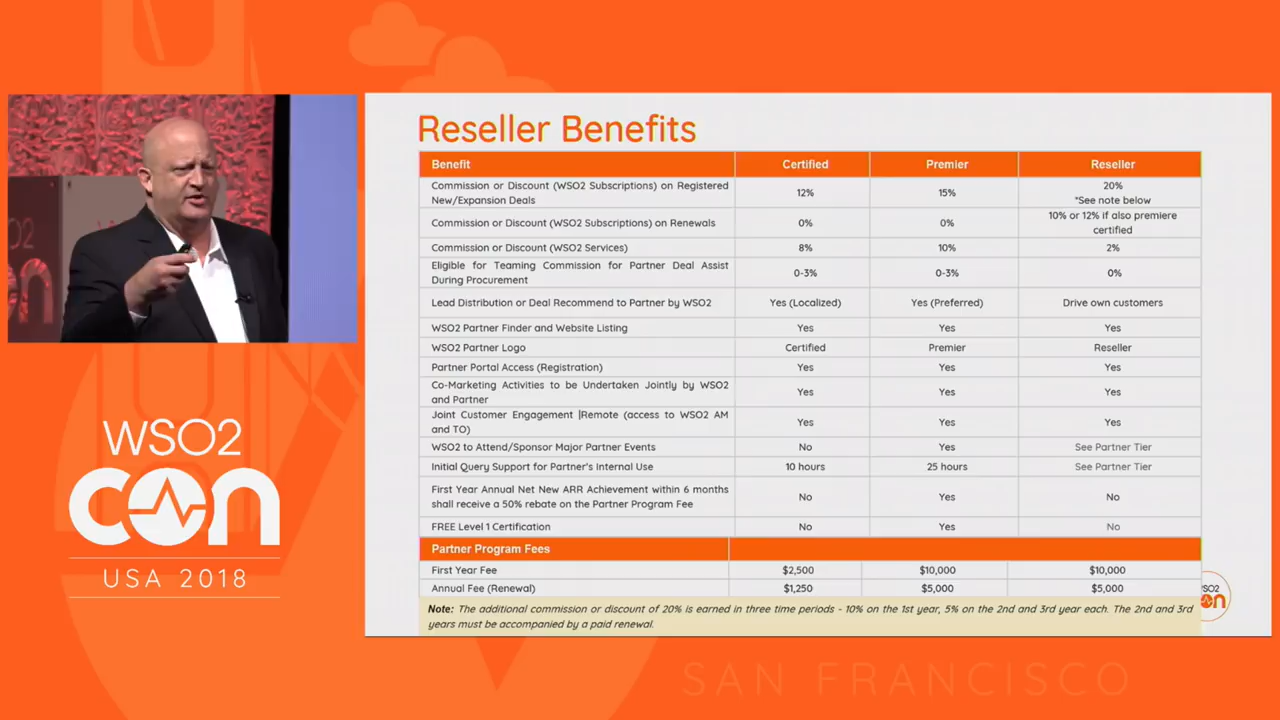 Reseller Benefits
Benefit Certified Premier Reseller
Commission or Discount (WSO2 Subscriptions) on Registered
New/Expansion Deals 12% 15% 20%
*See note below
Commission or Discount (WSO2 Subscriptions) on Renewals 0% 0% 10% or 12% if also premiere
certified
Commission or Discount (WSO2 Services) 8% 10% 2%
Eligible for Teaming Commission for Partner Deal Assist
During Procurement 0-3% 0-3% 0%
Lead Distribution or Deal Recommend to Partner by WSO2 Yes (Localized) Yes (Preferred) Drive own customers
WSO2 Partner Finder and Website Listing Yes Yes Yes
WSO2 Partner Logo Certified Premier Reseller
Partner Portal Access (Registration) Yes Yes Yes
Co-Marketing Activities to be Undertaken Jointly by WSO2
and Partner Yes Yes Yes
Joint Customer Engagement |Remote (access to WSO2 AM
and TO) Yes Yes Yes
WSO2 to Attend/Sponsor Major Partner Events No Yes See Partner Tier
Initial Query Support for Partner's Internal Use 10 hours 25 hours See Partner Tier
First Year Annual Net New ARR Achievement within 6 months
shall receive a 50% rebate on the Partner Program Fee No Yes No
FREE Level 1 Certification No Yes No
Partner Program Fees
First Year Fee $2,500 $10,000 $10,000
Annual Fee (Renewal) $1,250 $5,000 $5,000
Note: The additional commission or discount of 20% is earned in three time periods - 10% on the 1st year, 5% on the 2nd and 3rd year each. The 2nd and 3rd
years must be accompanied by a paid renewal.
WSO2
con
USA 2018
SAN FRANCISCO